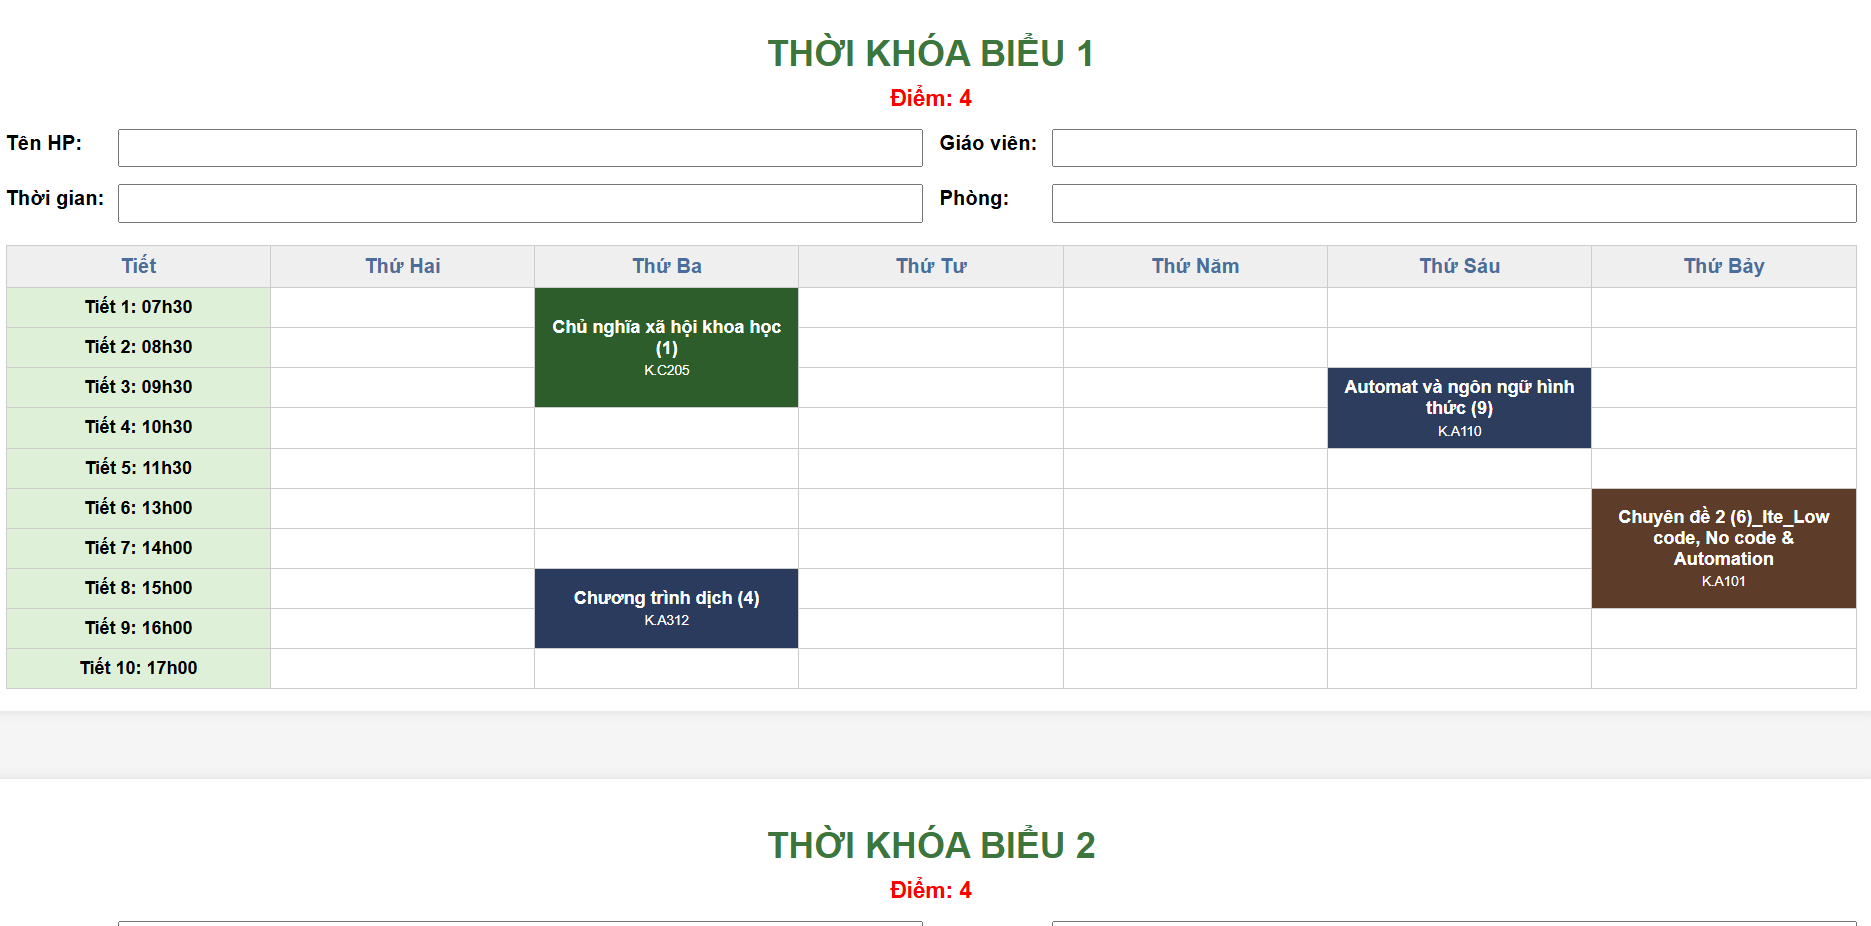 THỜI KHÓA BIỂU 1
Điểm: 4
Tên HP:
Giáo viên:
Thời gian:
Phòng:
Tiết Thứ Hai Thứ Ba Thứ Tư Thứ Năm Thứ Sáu Thứ Bảy
Tiết 1: 07h30
Chủ nghĩa xã hội khoa học
(1)
K.C205
Tiết 2: 08h30
Tiết 3: 09h30
Automat và ngôn ngữ hình
thức (9)
K.A110
Tiết 4: 10h30
Tiết 5: 11h30
Tiết 6: 13h00
Chuyên đề 2 (6)_Ite_Low
code, No code &
Automation
K.A101
Tiết 7: 14h00
Tiết 8: 15h00
Chương trình dịch (4)
K.A312
Tiết 9: 16h00
Tiết 10: 17h00
THỜI KHÓA BIỂU 2
Điểm: 4